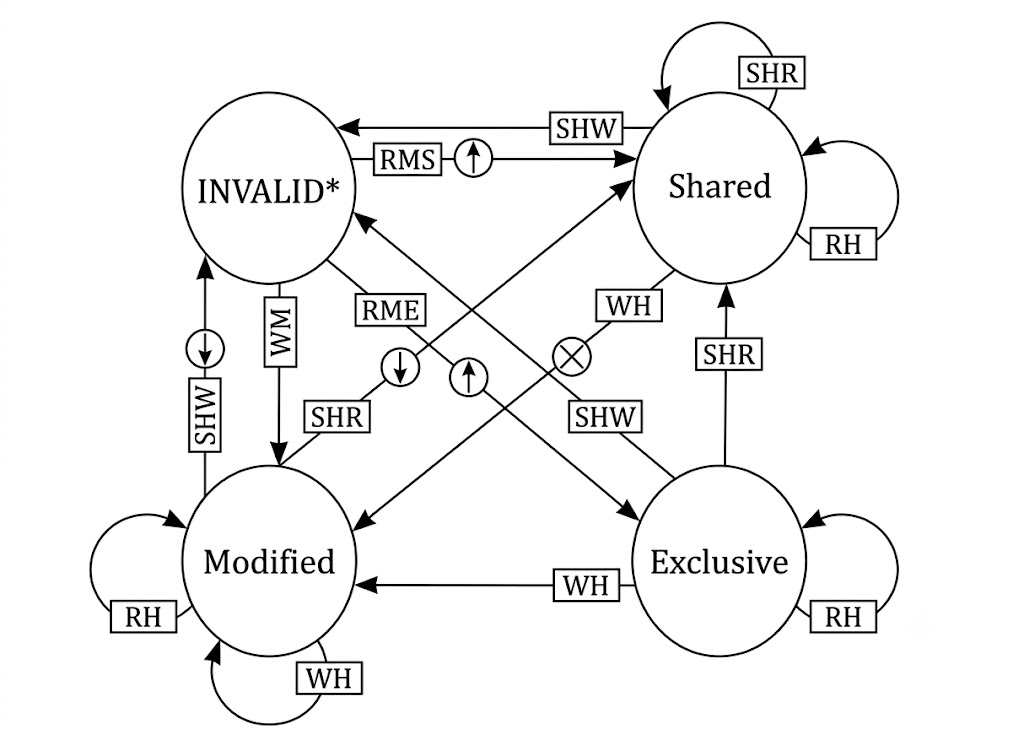 SHR
SHW
RMS
INVALID*
Shared
RH
RME
WH
WM
SHR
SHW
SHR
SHW
Modified
Exclusive
WH
RH
RH
WH